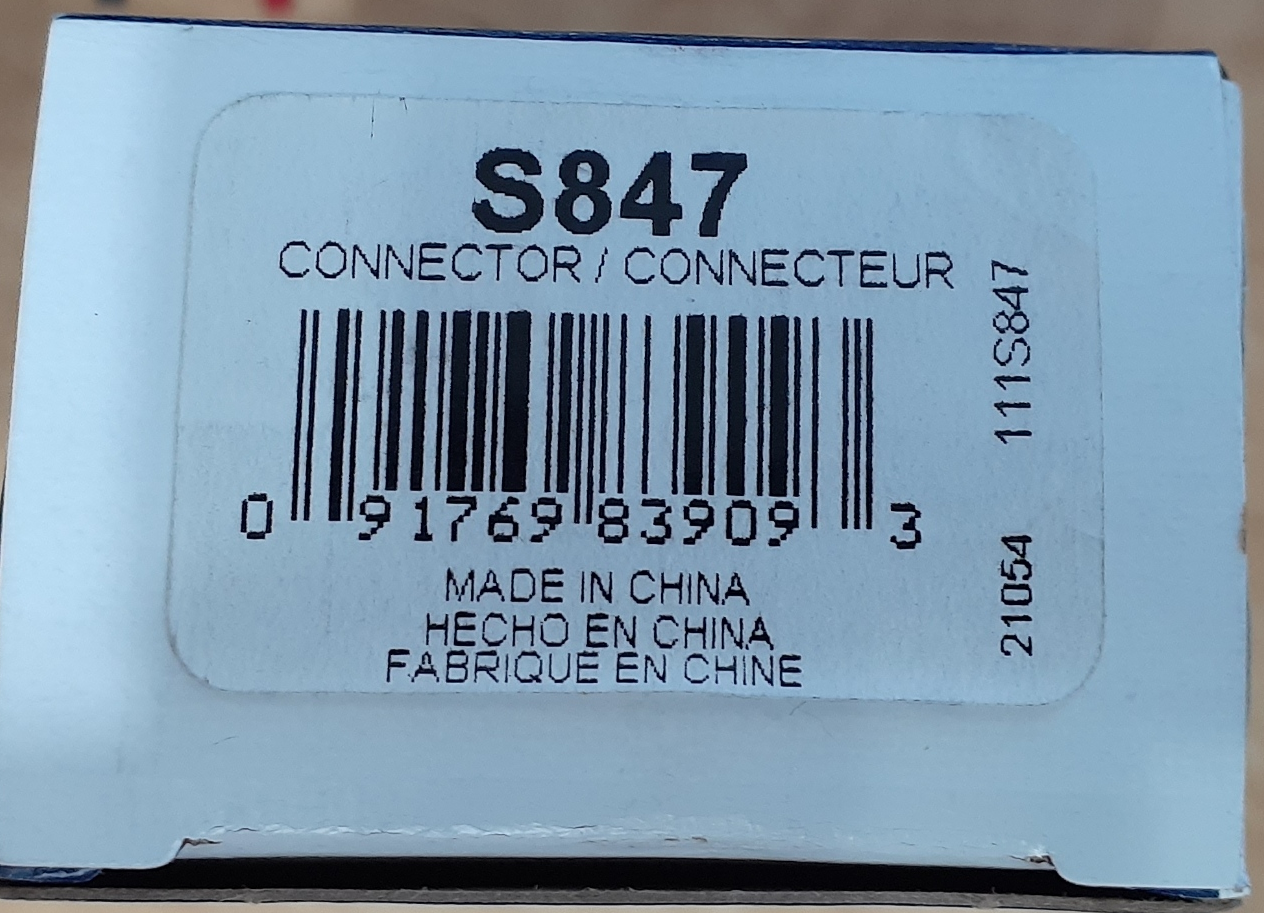 S847
CONNECTOR / CONNECTEUR
0 91769 83909 3
MADE IN CHINA
HECHO EN CHINA
FABRIQUE EN CHINE
21054 111S847